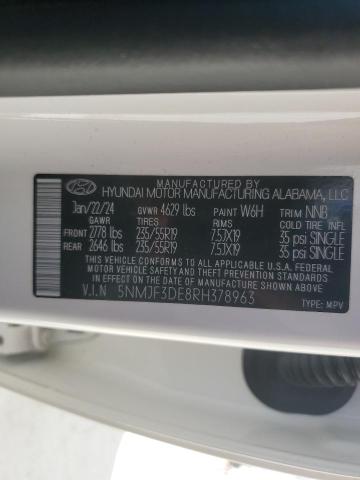 MANUFACTURED BY
HYUNDAI MOTOR MANUFACTURING ALABAMA, LLC
Jan/22/24 GVWR 4629 lbs PAINT W6H TRIM NNB
GAWR TIRES RIMS COLD TIRE INFL.
FRONT 2778 lbs 235/55R19 7.5JX19 35 psi SINGLE
REAR 2646 lbs 235/55R19 7.5JX19 35 psi SINGLE
THIS VEHICLE CONFORMS TO ALL APPLICABLE U.S.A. FEDERAL MOTOR
VEHICLE SAFETY, BUMPER, AND THEFT PREVENTION STANDARDS
IN EFFECT ON THE DATE OF MANUFACTURE SHOWN ABOVE.
V.I.N 5NMJF3DE8RH378963
TYPE: MPV